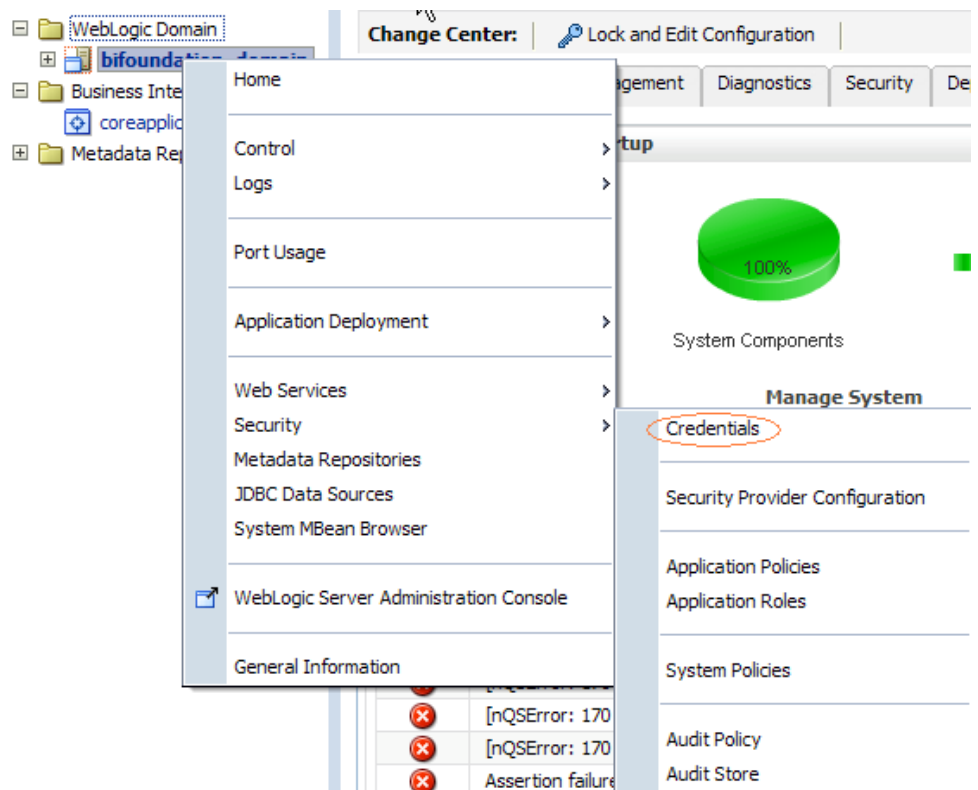 WebLogic Domain
bifoundation_domain
Business Inte
coreapplic
Metadata Rep
Change Center:
Lock and Edit Configuration
agement
Diagnostics
Security
De
rtup
100%
System Components
Manage System
Home
Control
Logs
Port Usage
Application Deployment
Web Services
Security
Metadata Repositories
JDBC Data Sources
System MBean Browser
WebLogic Server Administration Console
General Information
Credentials
Security Provider Configuration
Application Policies
Application Roles
System Policies
Audit Policy
Audit Store
[nQSError: 170
[nQSError: 170
Assertion failure